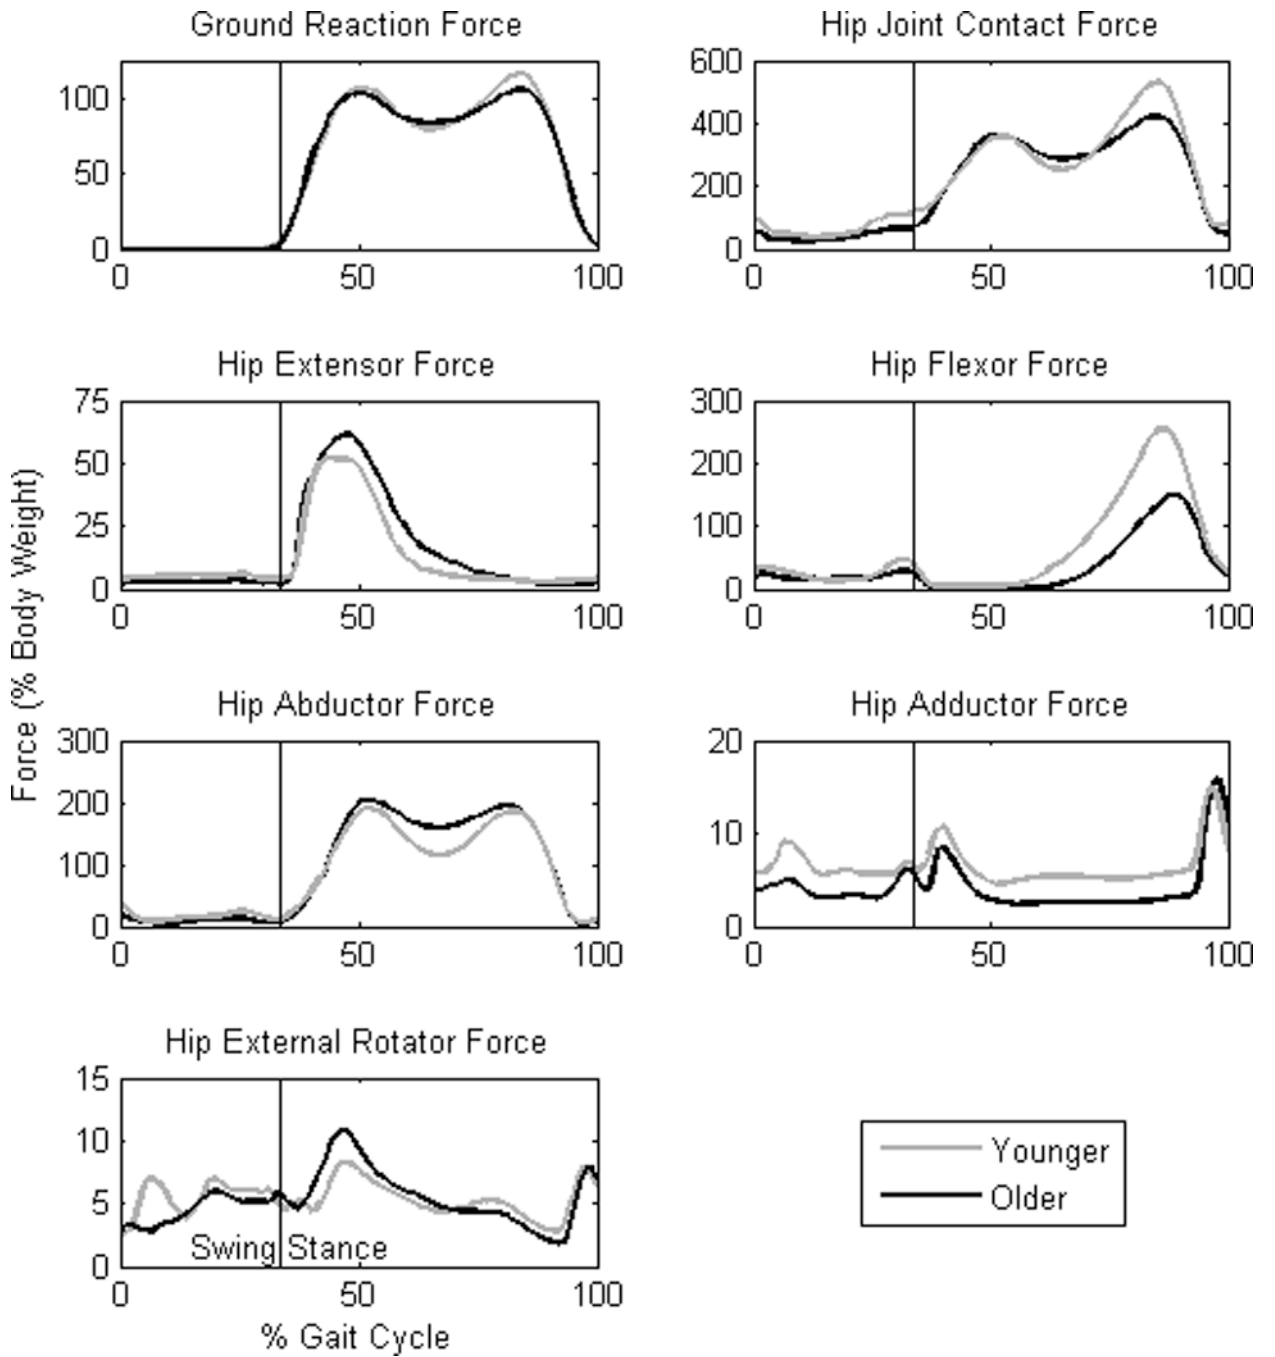 Ground Reaction Force
100
50
0
0 50 100
Hip Joint Contact Force
600
400
200
0
0 50 100
Hip Extensor Force
75
50
25
0
0 50 100
Hip Flexor Force
300
200
100
0
0 50 100
Force (% Body Weight)
Hip Abductor Force
300
200
100
0
0 50 100
Hip Adductor Force
20
10
0
0 50 100
Hip External Rotator Force
15
10
5
0
Swing Stance
0 50 100
% Gait Cycle
Younger
Older